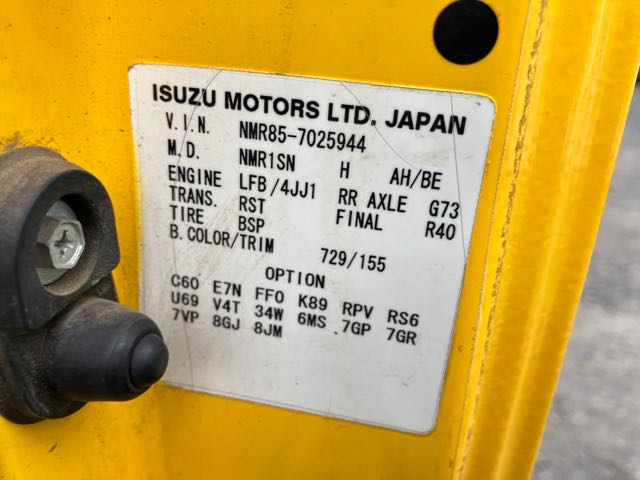 ISUZU MOTORS LTD. JAPAN
V.I.N. NMR85-7025944
M.D. NMR1SN H AH/BE
ENGINE LFB/4JJ1 RR AXLE G73
TRANS. RST FINAL R40
TIRE BSP
B.COLOR/TRIM 729/155
OPTION
C60 E7N FF0 K89 RPV RS6
U69 V4T 34W 6MS .7GP 7GR
7VP 8GJ 8JM